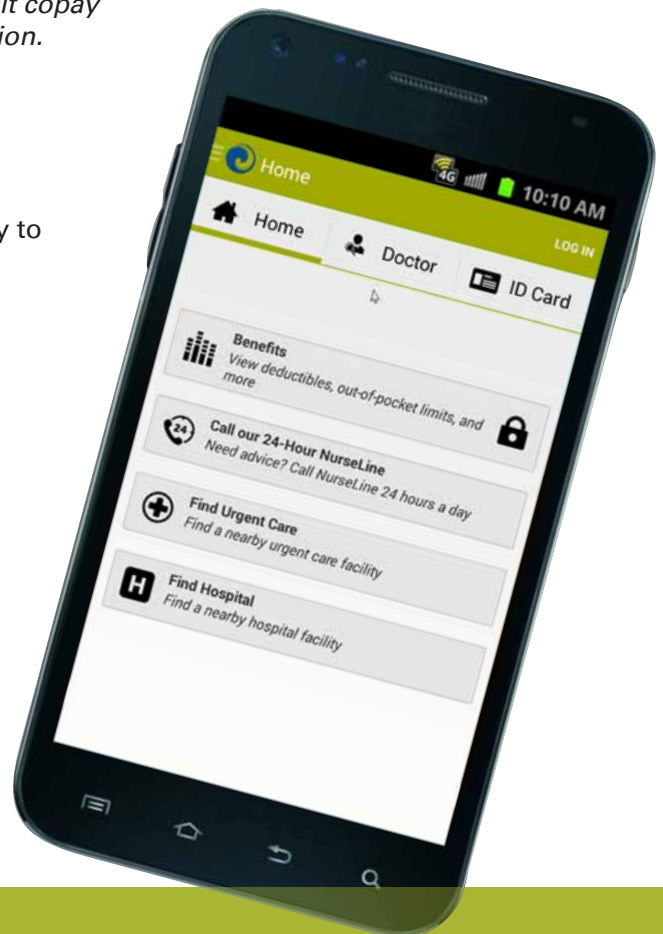 it copay
ion.
y to
4G 10:10 AM
Home
LOG IN
Home Doctor ID Card
Benefits
View deductibles, out-of-pocket limits, and
more
24
Call our 24-Hour NurseLine
Need advice? Call NurseLine 24 hours a day
Find Urgent Care
Find a nearby urgent care facility
H
Find Hospital
Find a nearby hospital facility